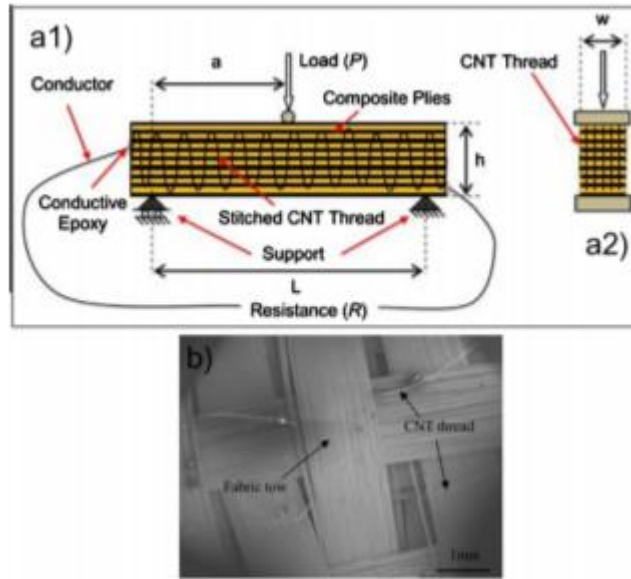 a1)
a
Load (P)
Conductor
Composite Plies
h
Conductive
Epoxy
Stitched CNT Thread
Support
L
Resistance (R)
w
CNT Thread
a2)
b)
CNT thread
Fabric tow
1mm